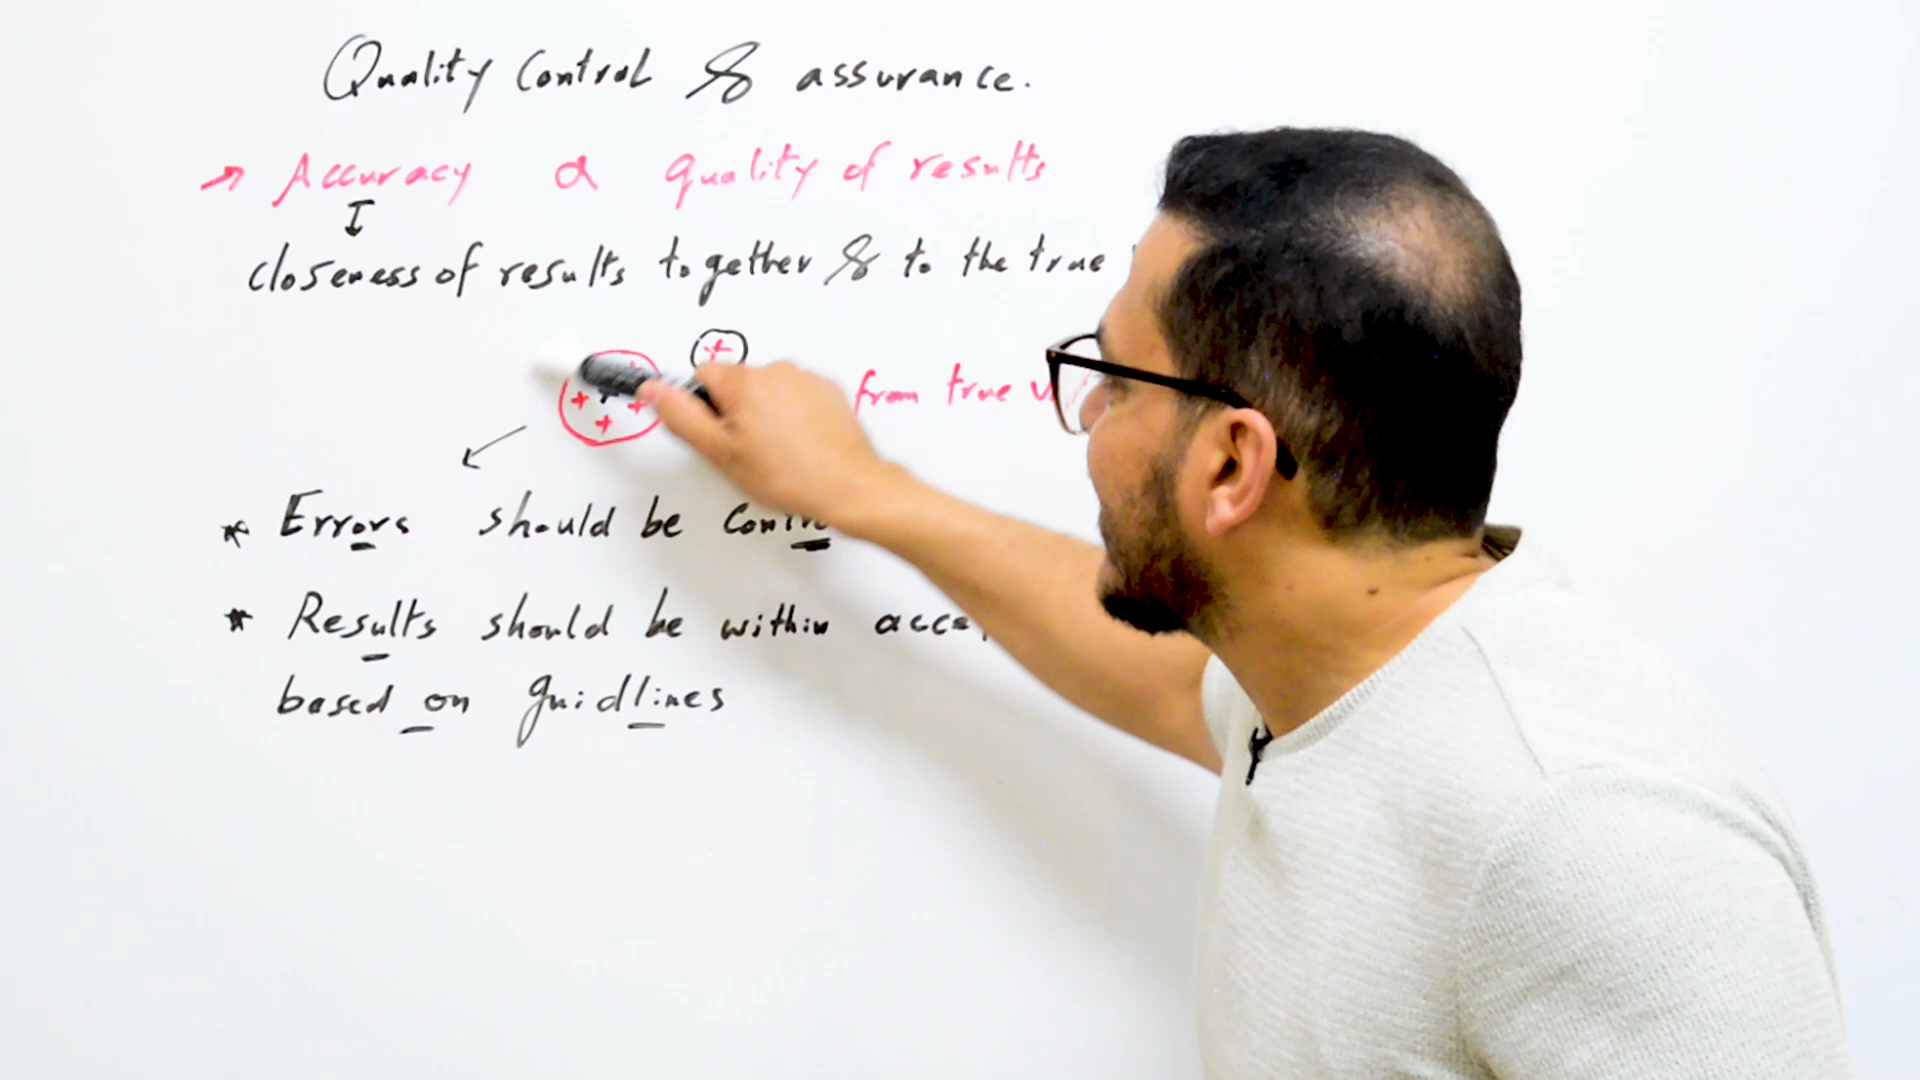 Quality Control & assurance.
→ Accuracy α quality of results
closeness of results together & to the true
+ + + + from true
* Errors should be
* Results should be within
based on guidlines